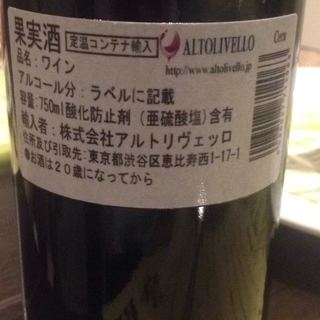 果実酒 定温コンテナ輸入 ALTOLIVELLO
http://www.altolivello.jp
品名：ワイン
アルコール分：ラベルに記載
容量：750ml酸化防止剤（亜硫酸塩）含有
輸入者：株式会社アルトリヴェッロ
住所及び引取先：東京都渋谷区恵比寿西1-17-1
●お酒は２０歳になってから